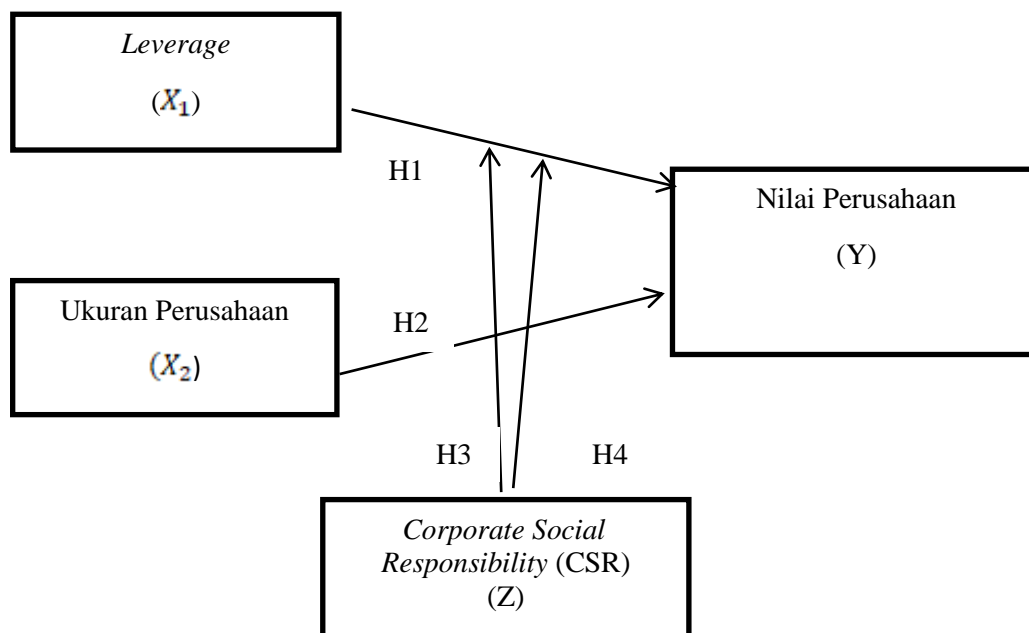 Leverage
(X₁)
H1
Nilai Perusahaan
(Y)
Ukuran Perusahaan
(X₂)
H2
H3
H4
Corporate Social
Responsibility (CSR)
(Z)